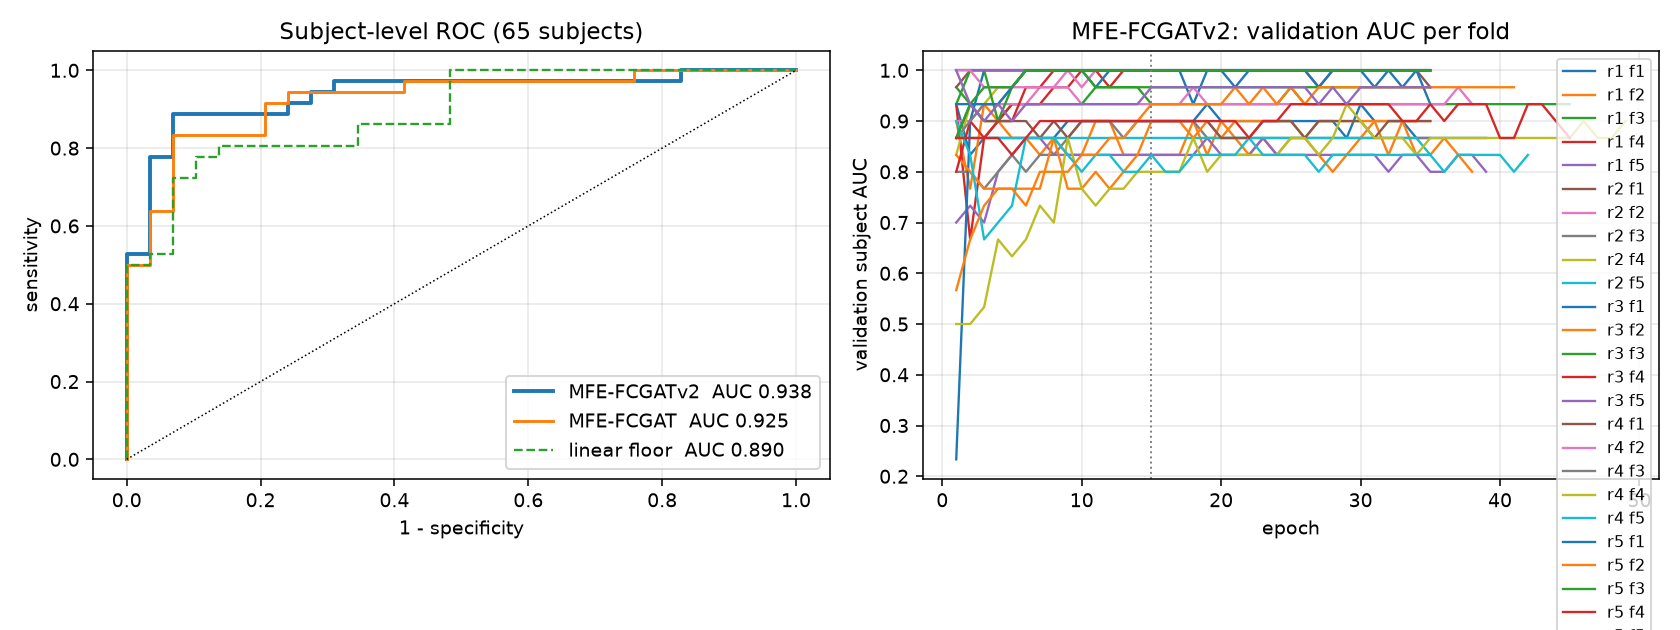 Subject-level ROC (65 subjects)
1.0
0.8
0.6
0.4
0.2
0.0
sensitivity
0.0 0.2 0.4 0.6 0.8 1.0
1 - specificity
MFE-FCGATv2 AUC 0.938
MFE-FCGAT AUC 0.925
linear floor AUC 0.890
MFE-FCGATv2: validation AUC per fold
1.0
0.9
0.8
0.7
0.6
0.5
0.4
0.3
0.2
validation subject AUC
0 10 20 30 40 50
epoch
r1 f1
r1 f2
r1 f3
r1 f4
r1 f5
r2 f1
r2 f2
r2 f3
r2 f4
r2 f5
r3 f1
r3 f2
r3 f3
r3 f4
r3 f5
r4 f1
r4 f2
r4 f3
r4 f4
r4 f5
r5 f1
r5 f2
r5 f3
r5 f4